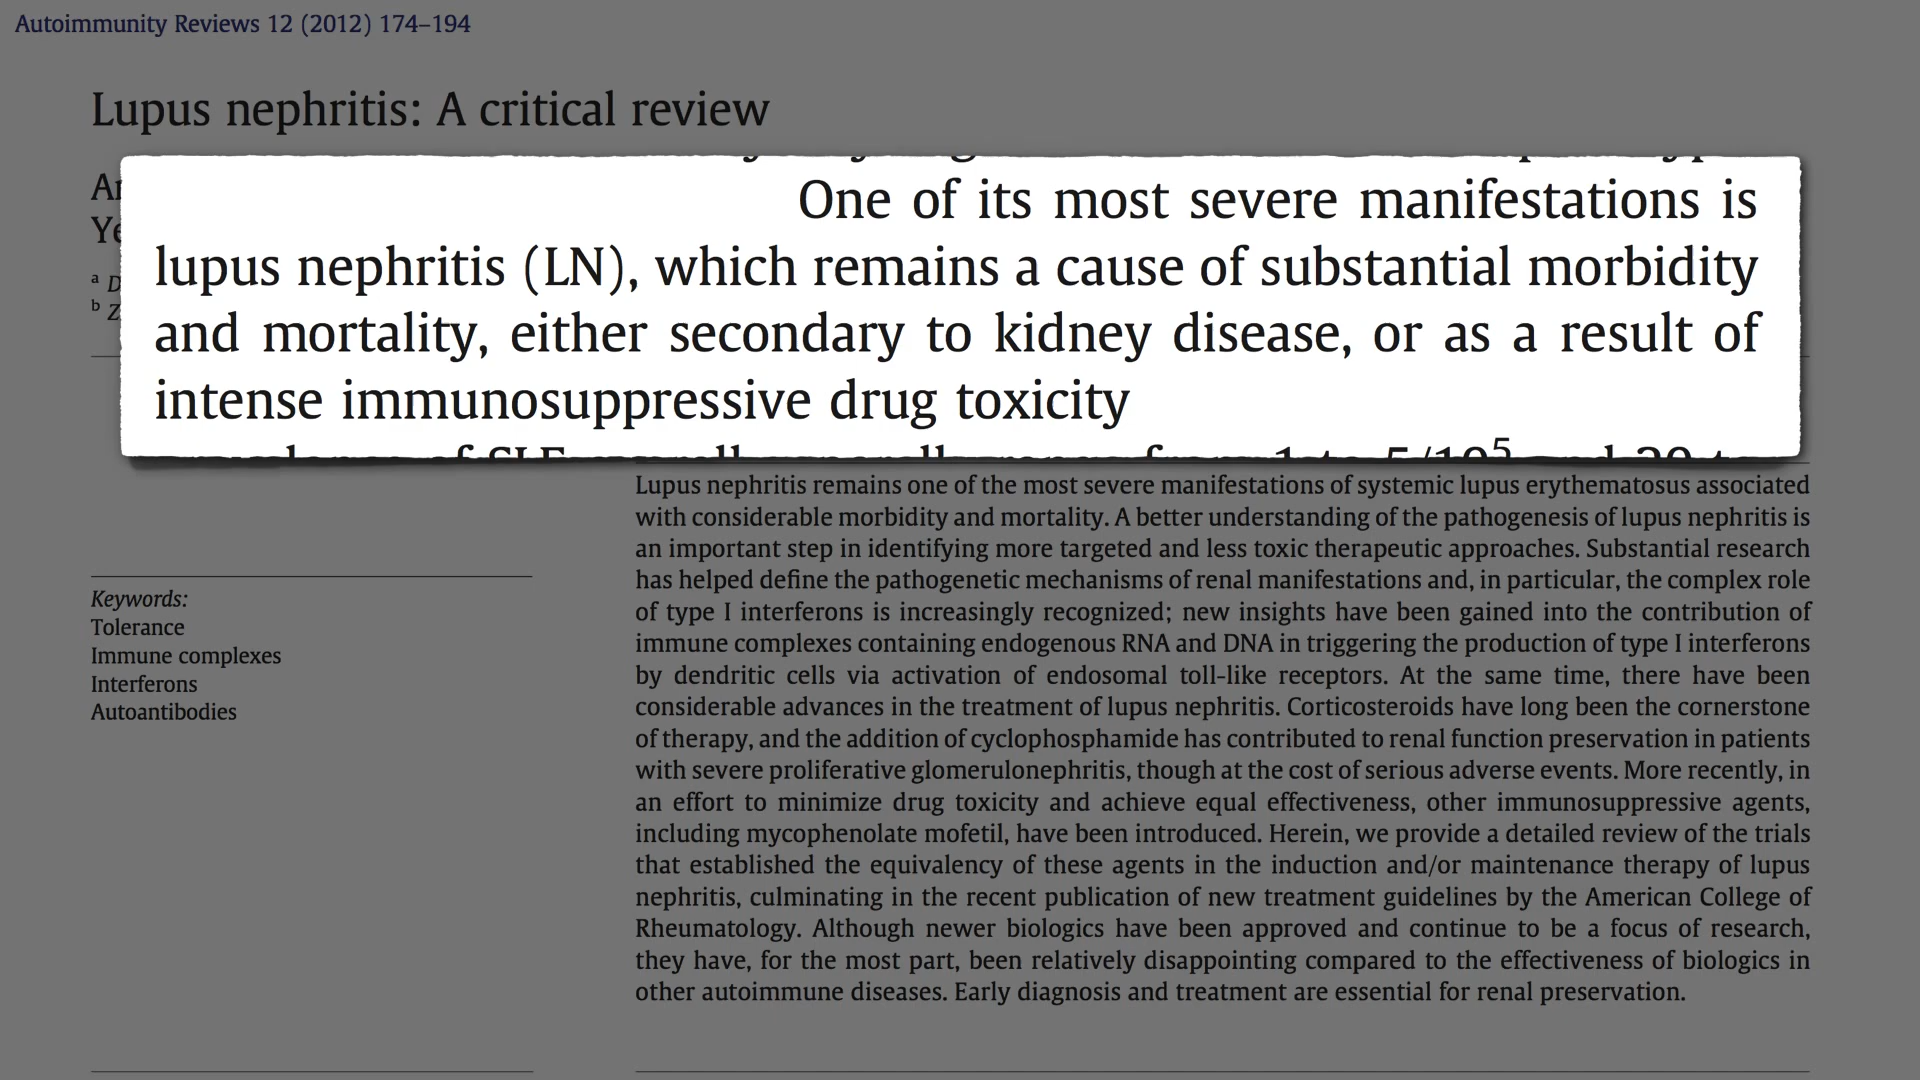 Autoimmunity Reviews 12 (2012) 174–194
Lupus nephritis: A critical review
One of its most severe manifestations is
lupus nephritis (LN), which remains a cause of substantial morbidity
and mortality, either secondary to kidney disease, or as a result of
intense immunosuppressive drug toxicity
Lupus nephritis remains one of the most severe manifestations of systemic lupus erythematosus associated
with considerable morbidity and mortality. A better understanding of the pathogenesis of lupus nephritis is
an important step in identifying more targeted and less toxic therapeutic approaches. Substantial research
has helped define the pathogenetic mechanisms of renal manifestations and, in particular, the complex role
of type I interferons is increasingly recognized; new insights have been gained into the contribution of
immune complexes containing endogenous RNA and DNA in triggering the production of type I interferons
by dendritic cells via activation of endosomal toll-like receptors. At the same time, there have been
considerable advances in the treatment of lupus nephritis. Corticosteroids have long been the cornerstone
of therapy, and the addition of cyclophosphamide has contributed to renal function preservation in patients
with severe proliferative glomerulonephritis, though at the cost of serious adverse events. More recently, in
an effort to minimize drug toxicity and achieve equal effectiveness, other immunosuppressive agents,
including mycophenolate mofetil, have been introduced. Herein, we provide a detailed review of the trials
that established the equivalency of these agents in the induction and/or maintenance therapy of lupus
nephritis, culminating in the recent publication of new treatment guidelines by the American College of
Rheumatology. Although newer biologics have been approved and continue to be a focus of research,
they have, for the most part, been relatively disappointing compared to the effectiveness of biologics in
other autoimmune diseases. Early diagnosis and treatment are essential for renal preservation.
Keywords:
Tolerance
Immune complexes
Interferons
Autoantibodies